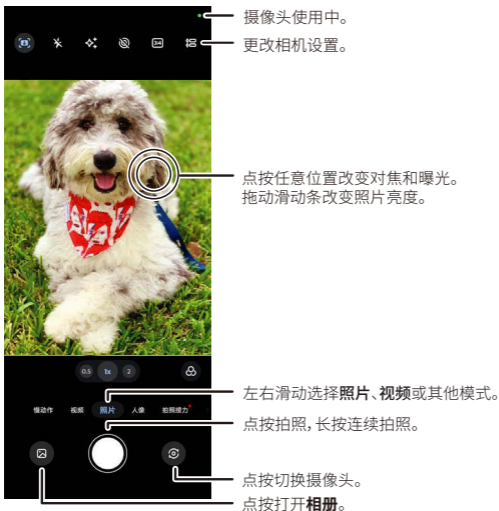 摄像头使用中。
更改相机设置。
3:4
点按任意位置改变对焦和曝光。
拖动滑动条改变照片亮度。
0.5 1x 2
左右滑动选择照片、视频或其他模式。
慢动作 视频 照片 人像 拍照接力
点按拍照，长按连续拍照。
点按切换摄像头。
点按打开相册。